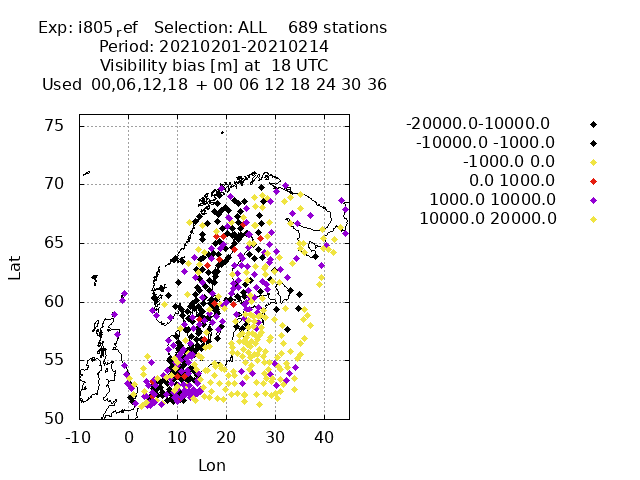 Exp: i805ref   Selection: ALL    689 stations
Period: 20210201-20210214
Visibility bias [m] at  18 UTC
Used  00,06,12,18  + 00 06 12 18 24 30 36
-20000.0-10000.0
-10000.0 -1000.0
-1000.0 0.0
0.0 1000.0
1000.0 10000.0
10000.0 20000.0
75
70
65
60
55
50
Lat
-10 0 10 20 30 40
Lon